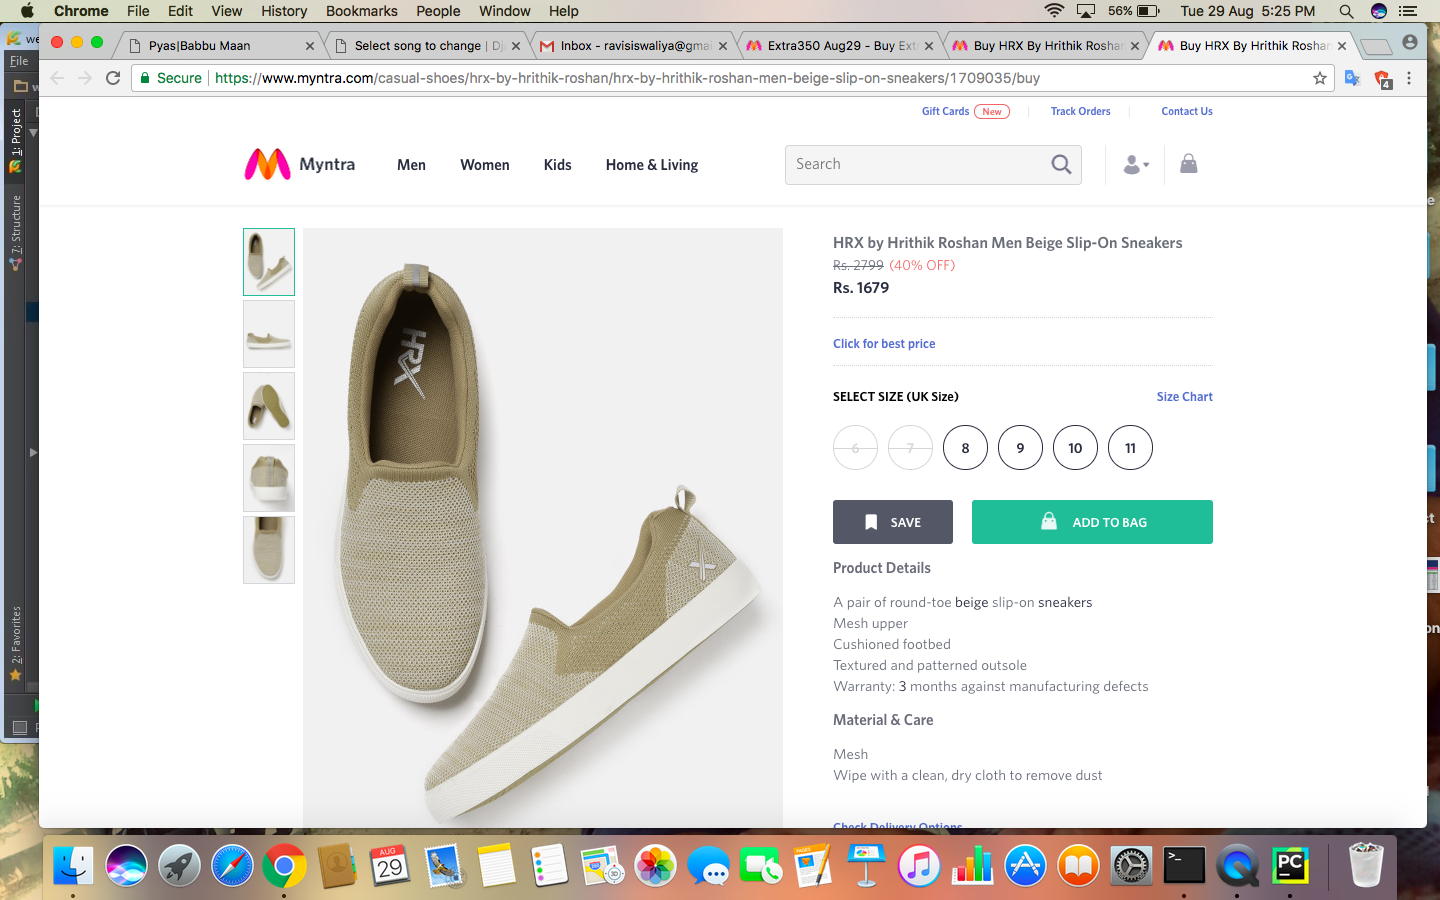 Chrome File Edit View History Bookmarks People Window Help 56% Tue 29 Aug 5:25 PM
Pyas|Babbu Maan Select song to change | Dj Inbox - ravisiswaliya@gmai Extra350 Aug29 - Buy Ext Buy HRX By Hrithik Roshan Buy HRX By Hrithik Roshan
Secure https://www.myntra.com/casual-shoes/hrx-by-hrithik-roshan/hrx-by-hrithik-roshan-men-beige-slip-on-sneakers/1709035/buy 4
we
File
1: Project
7: Structure
2: Favorites
Gift Cards New Track Orders Contact Us
Myntra Men Women Kids Home & Living Search
HRX
HRX by Hrithik Roshan Men Beige Slip-On Sneakers
Rs. 2799 (40% OFF)
Rs. 1679
Click for best price
SELECT SIZE (UK Size) Size Chart
6 7 8 9 10 11
SAVE ADD TO BAG
Product Details
A pair of round-toe beige slip-on sneakers
Mesh upper
Cushioned footbed
Textured and patterned outsole
Warranty: 3 months against manufacturing defects
Material & Care
Mesh
Wipe with a clean, dry cloth to remove dust
Check Delivery Options
AUG
29
PAGES
PC